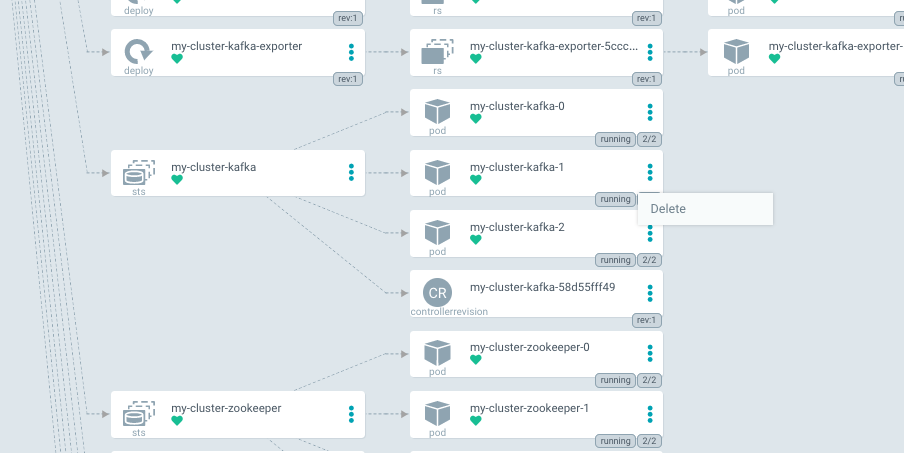 deploy
rev:1
rs
rev:1
pod
my-cluster-kafka-exporter
deploy
rev:1
my-cluster-kafka-exporter-5ccc...
rs
rev:1
my-cluster-kafka-exporter-
pod
my-cluster-kafka-0
pod
running 2/2
my-cluster-kafka
sts
my-cluster-kafka-1
pod
running
Delete
my-cluster-kafka-2
pod
running 2/2
CR
my-cluster-kafka-58d55fff49
controllerrevision
rev:1
my-cluster-zookeeper-0
pod
running 2/2
my-cluster-zookeeper
sts
my-cluster-zookeeper-1
pod
running 2/2